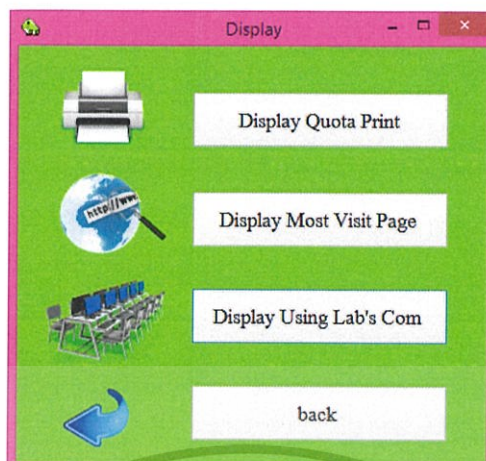 Display
Display Quota Print
http://www
Display Most Visit Page
Display Using Lab's Com
back